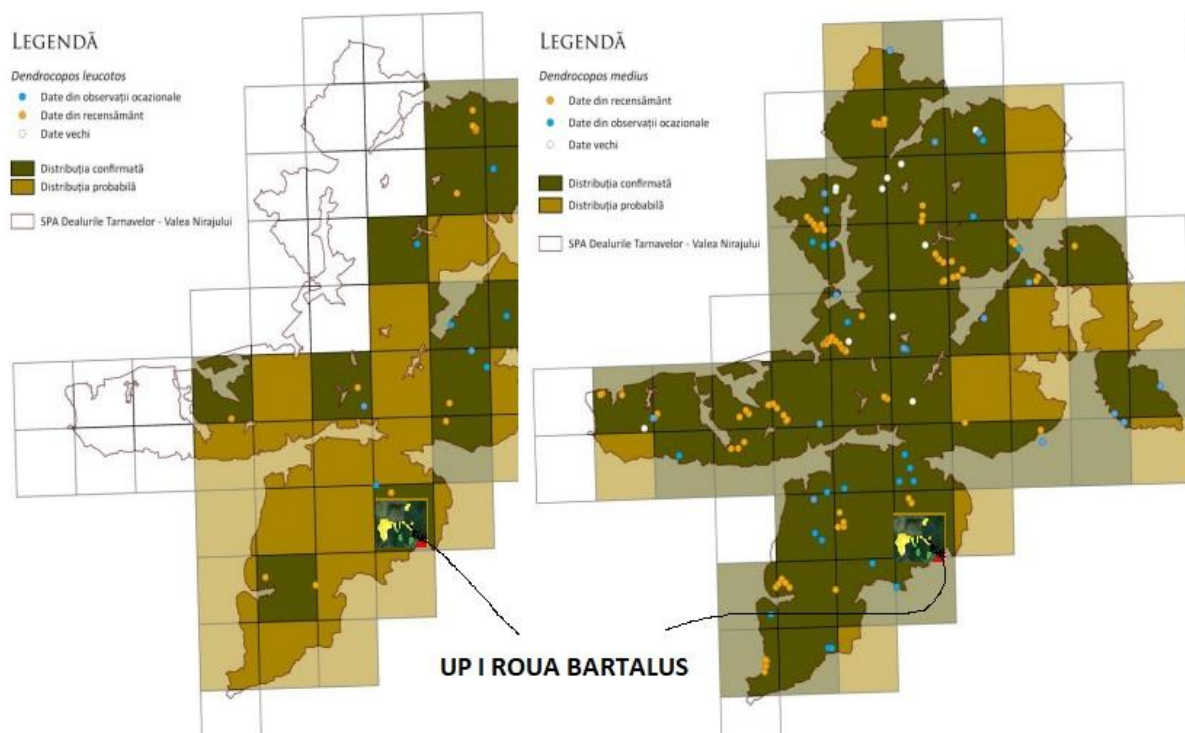 LEGENDĂ
Dendrocopos leucotos
Date din observații ocazionale
Date din recensământ
Date vechi
Distribuția confirmată
Distribuția probabilă
SPA Dealurile Tarnavelor - Valea Nirajului
LEGENDĂ
Dendrocopos medius
Date din recensământ
Date din observații ocazionale
Date vechi
Distribuția confirmată
Distribuția probabilă
SPA Dealurile Tarnavelor - Valea Nirajului
UP I ROUA BARTALUS